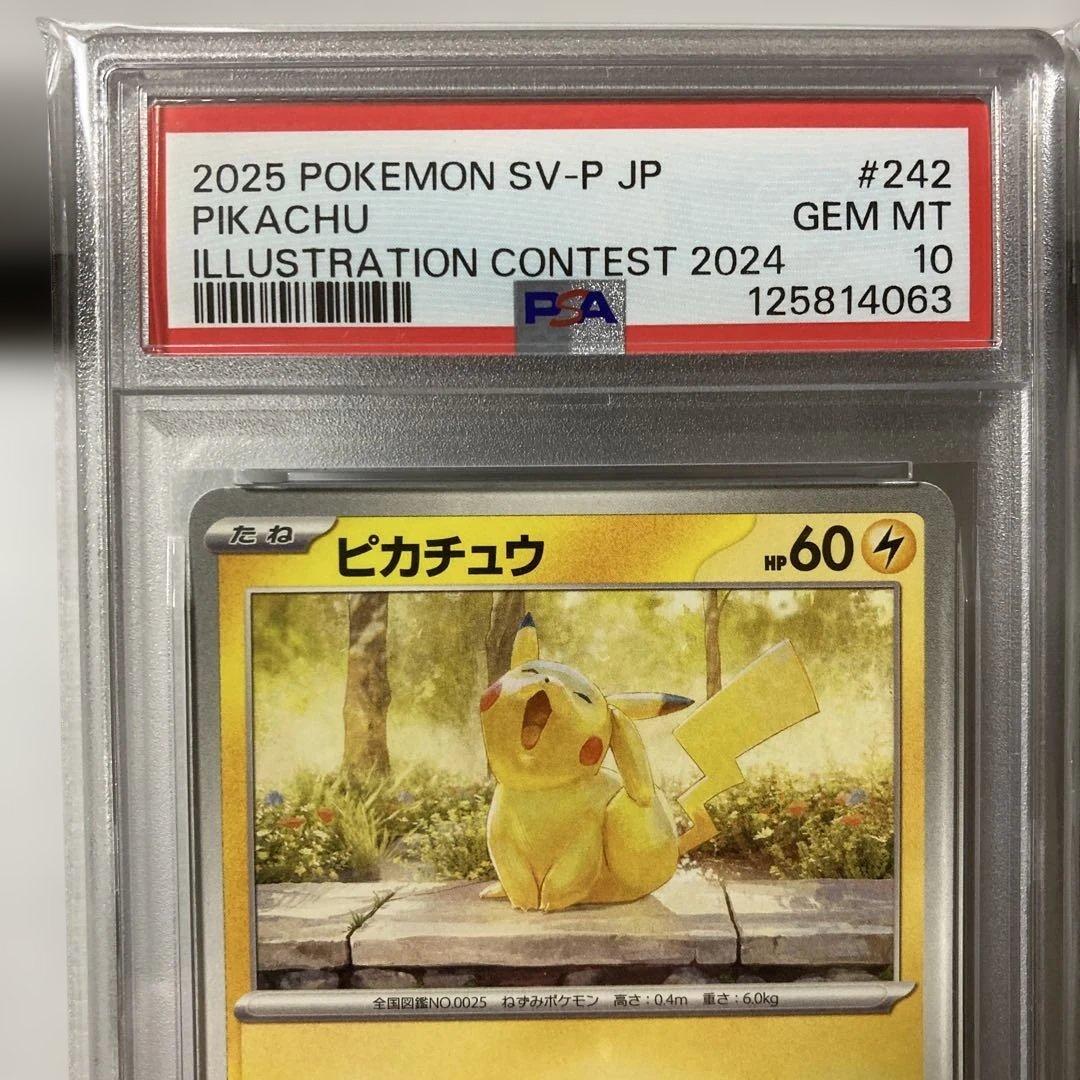 2025 POKEMON SV-P JP #242
PIKACHU GEM MT
ILLUSTRATION CONTEST 2024 10
PSA 125814063
たね ピカチュウ HP60
全国図鑑NO.0025 ねずみポケモン 高さ:0.4m 重さ:6.0kg